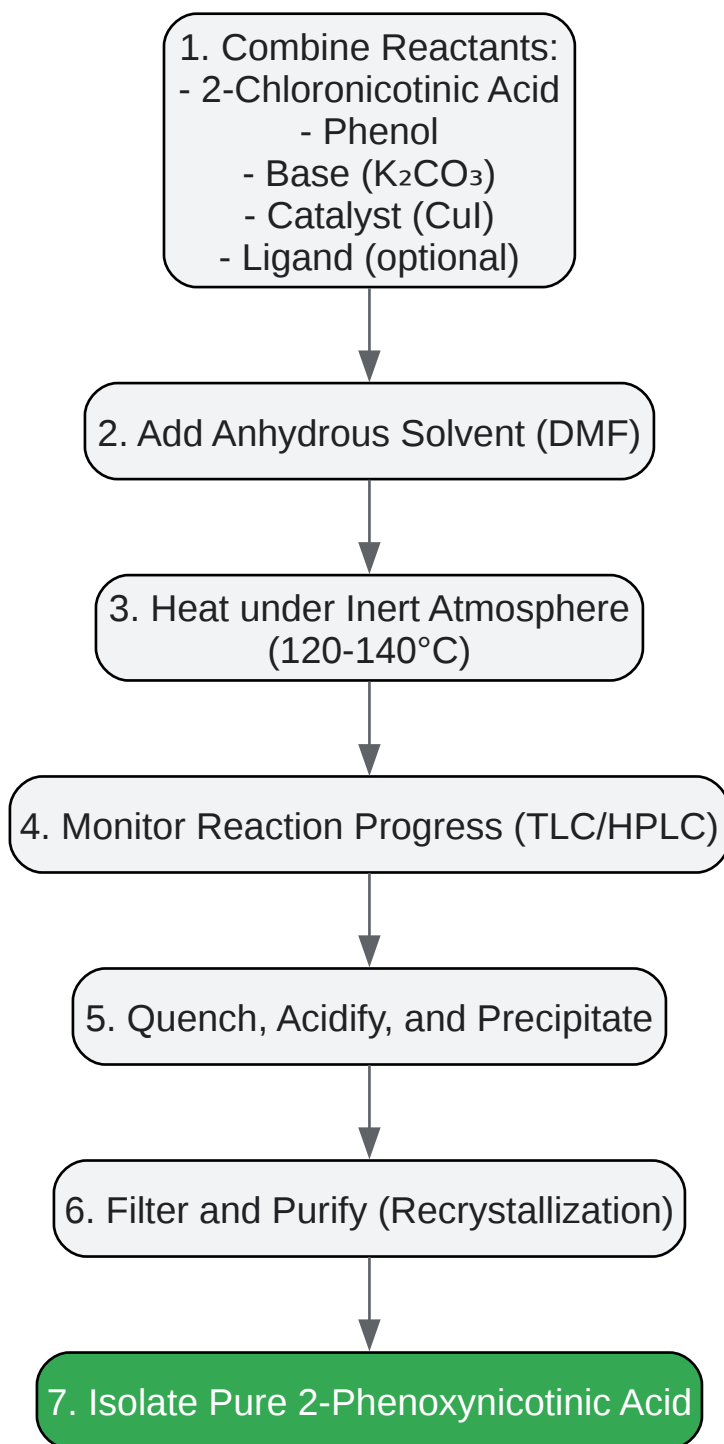 1. Combine Reactants:
- 2-Chloronicotinic Acid
- Phenol
- Base (K₂CO₃)
- Catalyst (CuI)
- Ligand (optional)
2. Add Anhydrous Solvent (DMF)
3. Heat under Inert Atmosphere
(120-140°C)
4. Monitor Reaction Progress (TLC/HPLC)
5. Quench, Acidify, and Precipitate
6. Filter and Purify (Recrystallization)
7. Isolate Pure 2-Phenoxynicotinic Acid